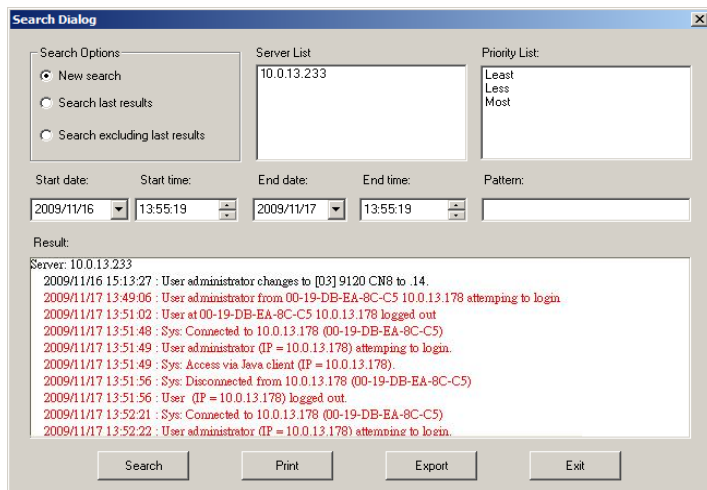 Search Dialog
Search Options
New search
Search last results
Search excluding last results
Server List
10.0.13.233
Priority List:
Least
Less
Most
Start date:
Start time:
End date:
End time:
Pattern:
2009/11/16
13:55:19
2009/11/17
13:55:19
Result:
Server: 10.0.13.233
2009/11/16 15:13:27 : User administrator changes to [03] 9120 CN8 to .14.
2009/11/17 13:49:06 : User administrator from 00-19-DB-EA-8C-C5 10.0.13.178 attemping to login
2009/11/17 13:51:02 : User at 00-19-DB-EA-8C-C5 10.0.13.178 logged out
2009/11/17 13:51:48 : Sys: Connected to 10.0.13.178 (00-19-DB-EA-8C-C5)
2009/11/17 13:51:49 : User administrator (IP = 10.0.13.178) attemping to login.
2009/11/17 13:51:49 : Sys: Access via Java client (IP = 10.0.13.178).
2009/11/17 13:51:56 : Sys: Disconnected from 10.0.13.178 (00-19-DB-EA-8C-C5)
2009/11/17 13:51:56 : User (IP = 10.0.13.178) logged out.
2009/11/17 13:52:21 : Sys: Connected to 10.0.13.178 (00-19-DB-EA-8C-C5)
2009/11/17 13:52:22 : User administrator (IP = 10.0.13.178) attemping to login.
Search
Print
Export
Exit